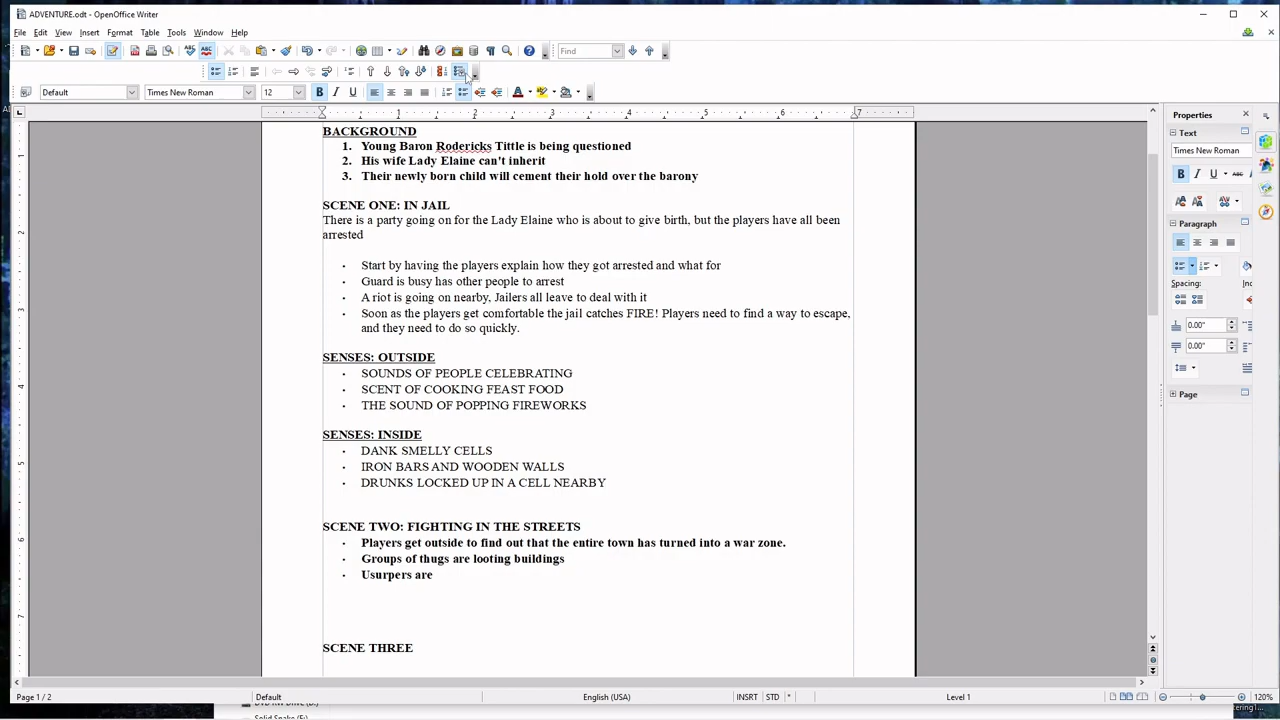 ADVENTURE.odt - OpenOffice Writer
File Edit View Insert Format Table Tools Window Help
Find
Default Times New Roman 12
1 2 3 4 5 6 7
Properties
Text
Times New Roman
Paragraph
Spacing:
0.00"
0.00"
Page
BACKGROUND
1. Young Baron Rodericks Tittle is being questioned
2. His wife Lady Elaine can't inherit
3. Their newly born child will cement their hold over the barony
SCENE ONE: IN JAIL
There is a party going on for the Lady Elaine who is about to give birth, but the players have all been
arrested
• Start by having the players explain how they got arrested and what for
• Guard is busy has other people to arrest
• A riot is going on nearby, Jailers all leave to deal with it
• Soon as the players get comfortable the jail catches FIRE! Players need to find a way to escape,
and they need to do so quickly.
SENSES: OUTSIDE
• SOUNDS OF PEOPLE CELEBRATING
• SCENT OF COOKING FEAST FOOD
• THE SOUND OF POPPING FIREWORKS
SENSES: INSIDE
• DANK SMELLY CELLS
• IRON BARS AND WOODEN WALLS
• DRUNKS LOCKED UP IN A CELL NEARBY
SCENE TWO: FIGHTING IN THE STREETS
• Players get outside to find out that the entire town has turned into a war zone.
• Groups of thugs are looting buildings
• Usurpers are
SCENE THREE
Page 1 / 2 Default English (USA) INSRT STD * Level 1 120%